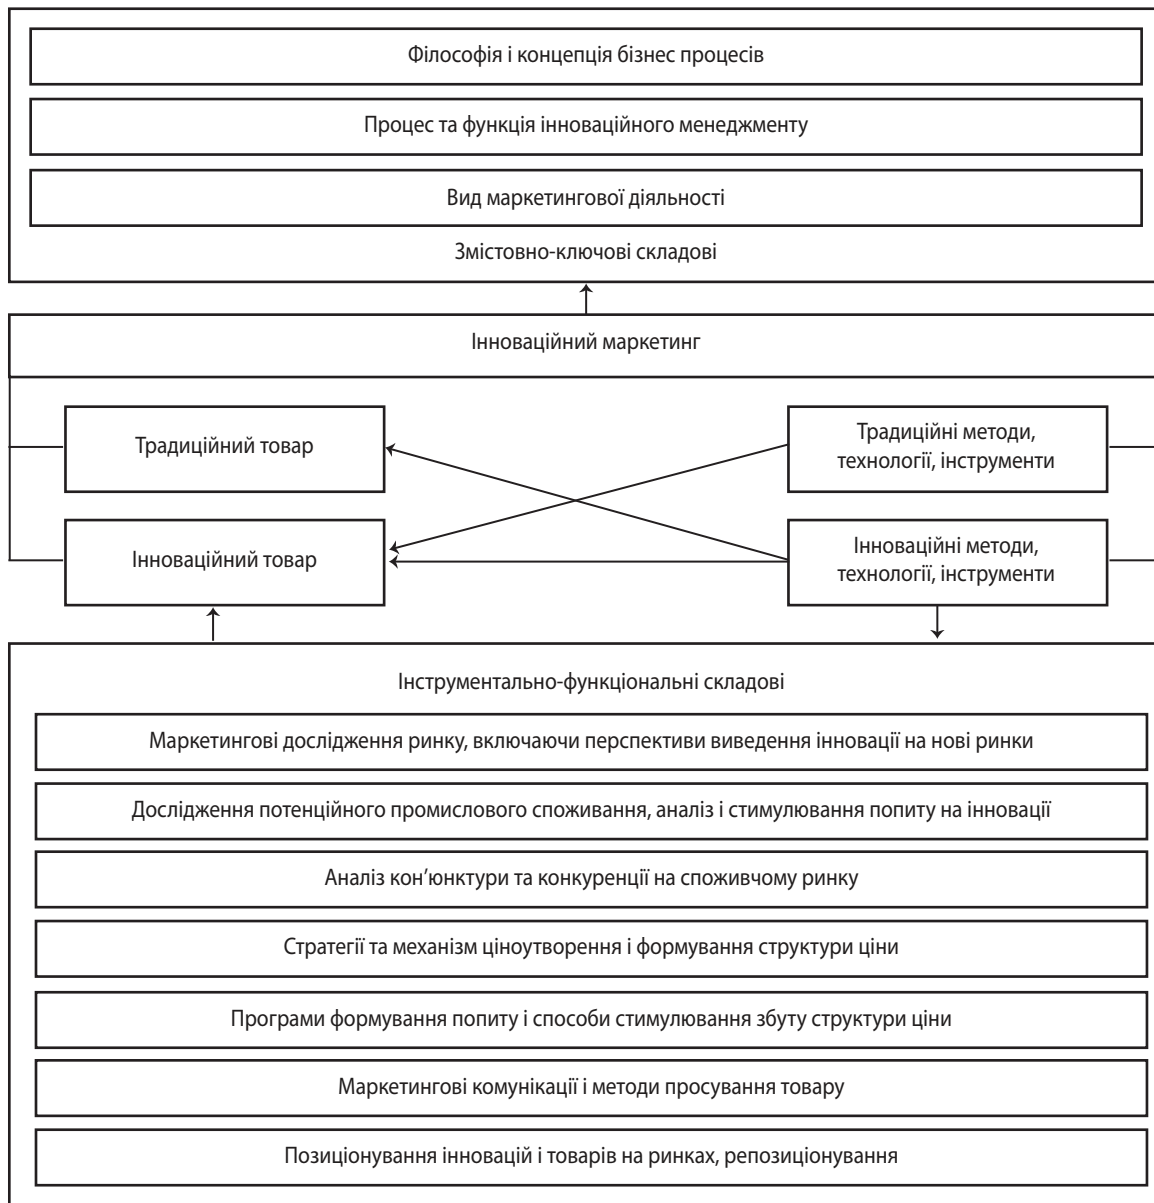 Філософія і концепція бізнес процесів
Процес та функція інноваційного менеджменту
Вид маркетингової діяльності
Змістовно-ключові складові
Інноваційний маркетинг
Традиційний товар
Традиційні методи,
технології, інструменти
Інноваційний товар
Інноваційні методи,
технології, інструменти
Інструментально-функціональні складові
Маркетингові дослідження ринку, включаючи перспективи виведення інновації на нові ринки
Дослідження потенційного промислового споживання, аналіз і стимулювання попиту на інновації
Аналіз кон’юнктури та конкуренції на споживчому ринку
Стратегії та механізм ціноутворення і формування структури ціни
Програми формування попиту і способи стимулювання збуту структури ціни
Маркетингові комунікації і методи просування товару
Позиціонування інновацій і товарів на ринках, репозиціонування